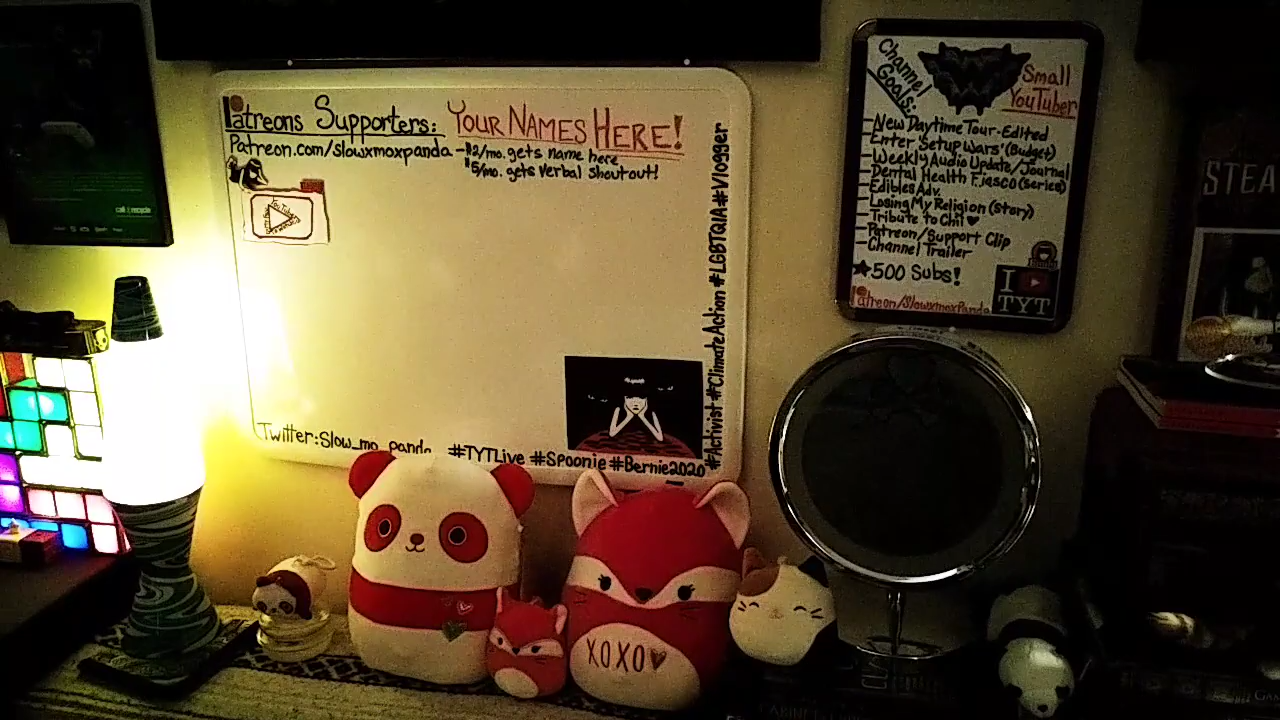 Patreons Supporters: YOUR NAMES HERE!
Patreon.com/slowxmoxpanda - $2/mo. gets name here
$5/mo. gets verbal shoutout!
#Activist #ClimateAction #LGBTQIA #Vlogger
Twitter: Slow_mo_panda #TYTLive #Spoonie #Bernie2020
Channel Goals:
Small YouTuber
- New Daytime Tour-Edited
- Enter 'Setup Wars' (Budget)
- Weekly Audio Update/Journal
- Dental Health Fiasco (series)
- Edibles Adv.
- Losing My Religion (story)
- Tribute to Chil ♥
- Patreon/Support Clip
- Channel Trailer
★ 500 Subs!
Patreon/Slowxmoxpanda
I
TYT
STEA
XOXO